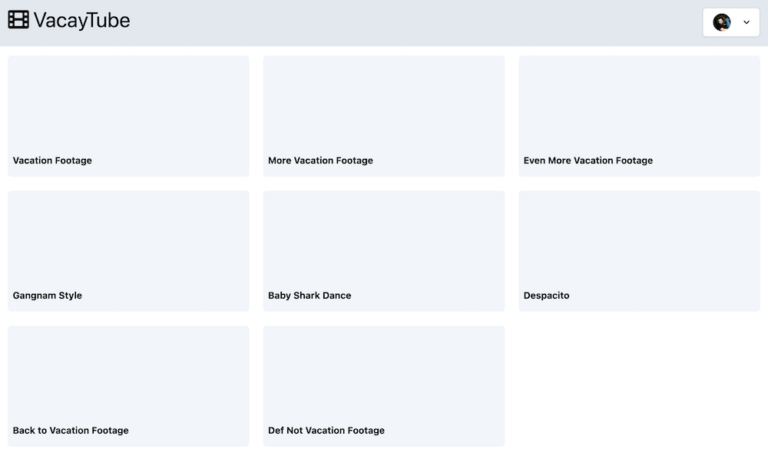 VacayTube
Vacation Footage
More Vacation Footage
Even More Vacation Footage
Gangnam Style
Baby Shark Dance
Despacito
Back to Vacation Footage
Def Not Vacation Footage